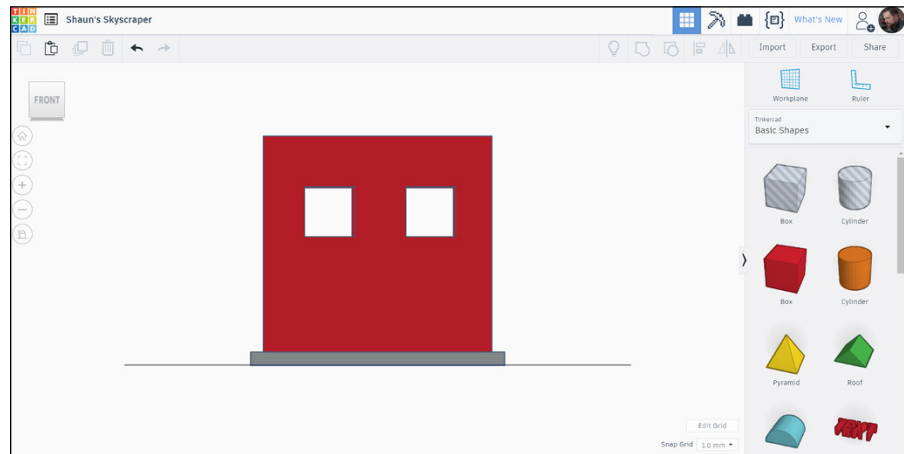 TIN
KER
CAD
Shaun's Skyscraper
What's New
Import
Export
Share
FRONT
Workplane
Ruler
Tinkercad
Basic Shapes
Box
Cylinder
Box
Cylinder
Pyramid
Roof
TEXT
Edit Grid
Snap Grid
1.0 mm